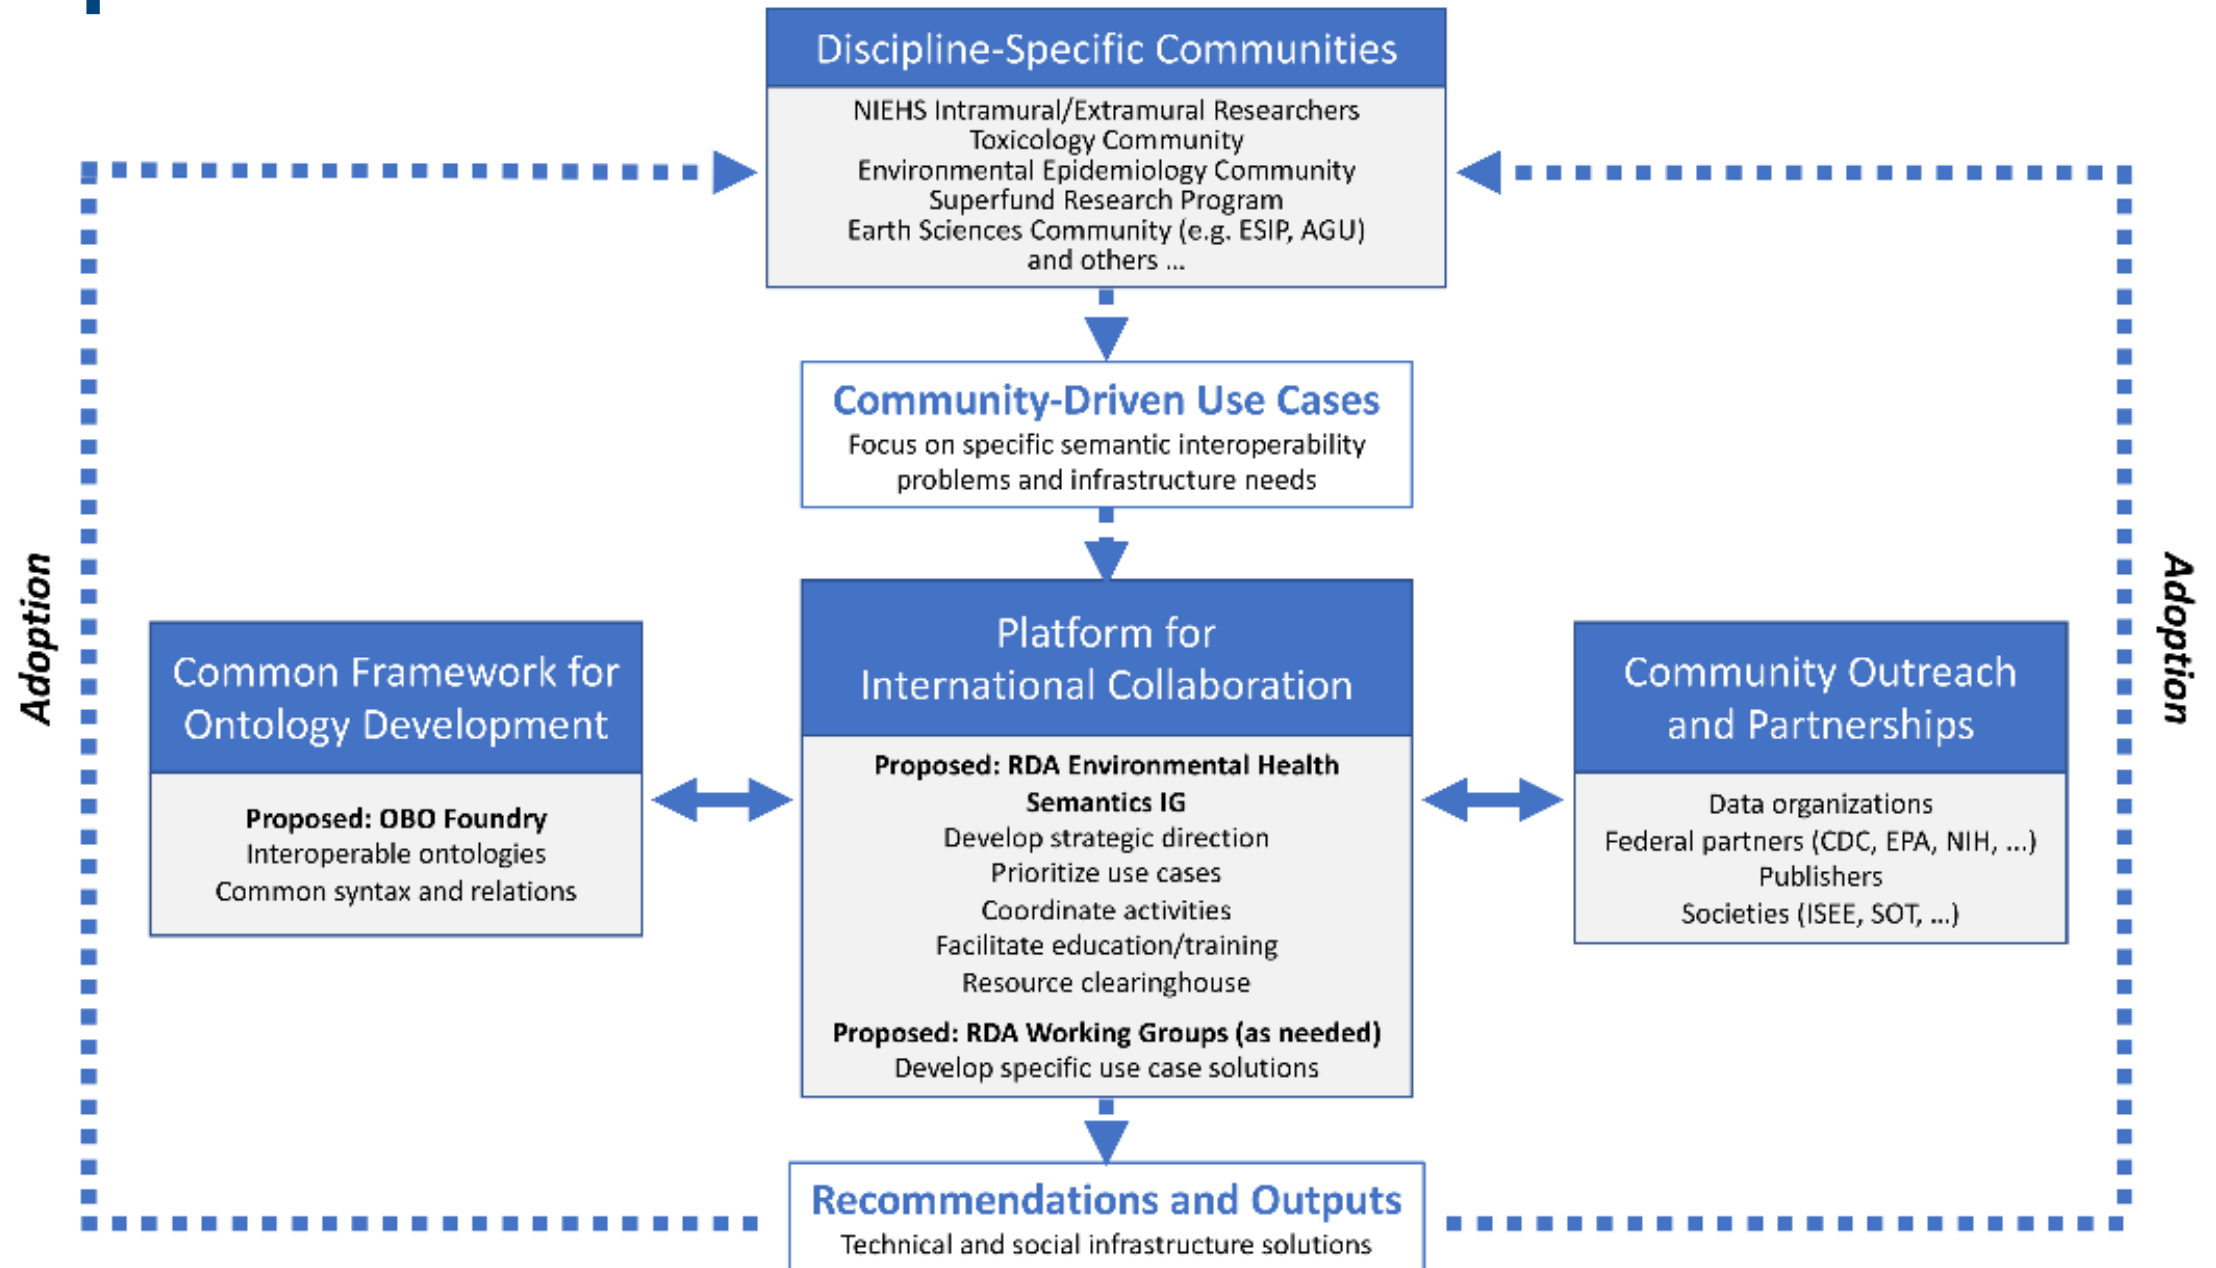 Discipline-Specific Communities
NIEHS Intramural/Extramural Researchers
Toxicology Community
Environmental Epidemiology Community
Superfund Research Program
Earth Sciences Community (e.g. ESIP, AGU)
and others ...
Community-Driven Use Cases
Focus on specific semantic interoperability
problems and infrastructure needs
Adoption
Common Framework for
Ontology Development
Proposed: OBO Foundry
Interoperable ontologies
Common syntax and relations
Platform for
International Collaboration
Proposed: RDA Environmental Health
Semantics IG
Develop strategic direction
Prioritize use cases
Coordinate activities
Facilitate education/training
Resource clearinghouse
Proposed: RDA Working Groups (as needed)
Develop specific use case solutions
Community Outreach
and Partnerships
Data organizations
Federal partners (CDC, EPA, NIH, ...)
Publishers
Societies (ISEE, SOT, ...)
Adoption
Recommendations and Outputs
Technical and social infrastructure solutions